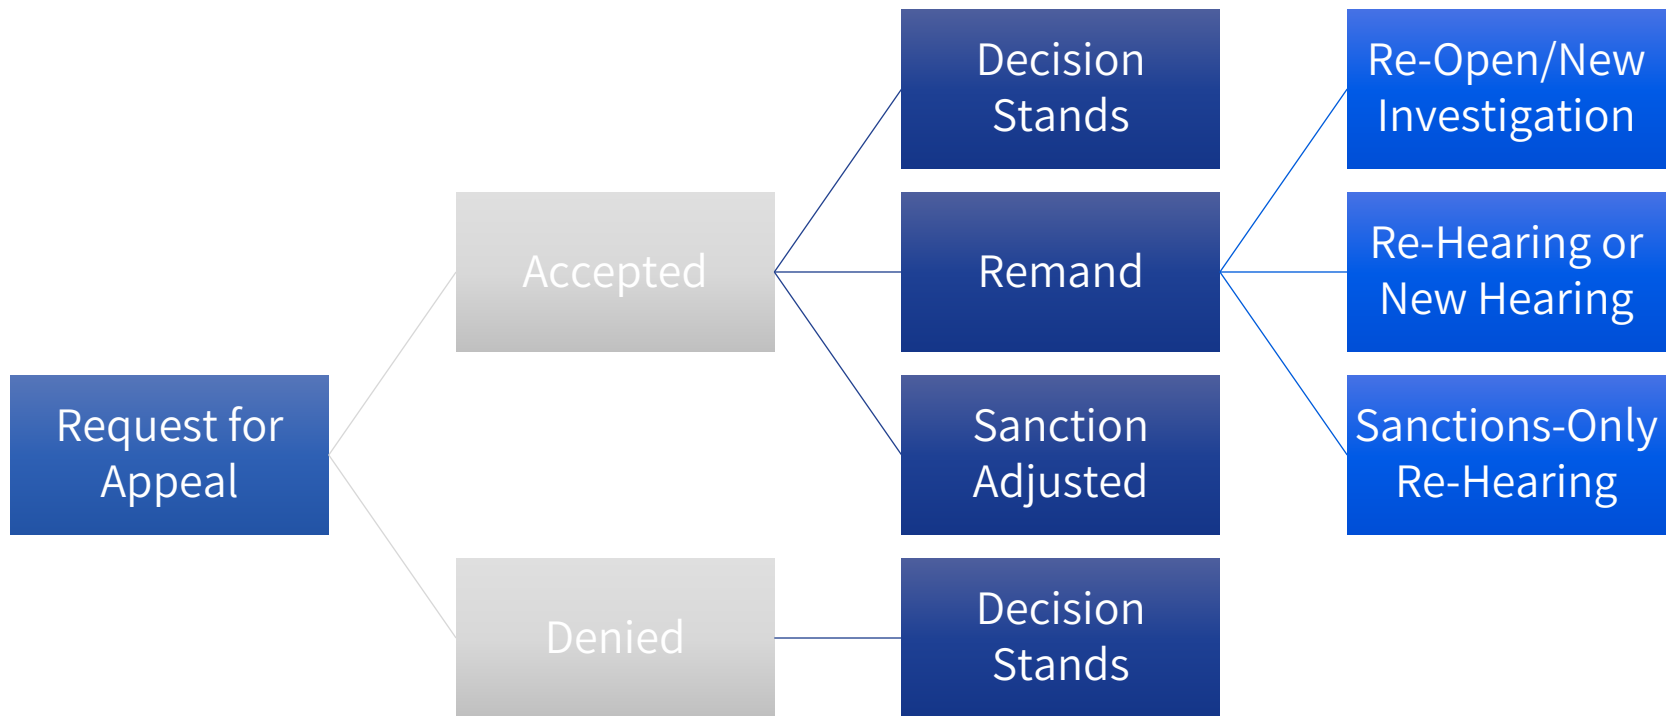 Request for
Appeal
Accepted
Denied
Decision
Stands
Remand
Sanction
Adjusted
Decision
Stands
Re-Open/New
Investigation
Re-Hearing or
New Hearing
Sanctions-Only
Re-Hearing